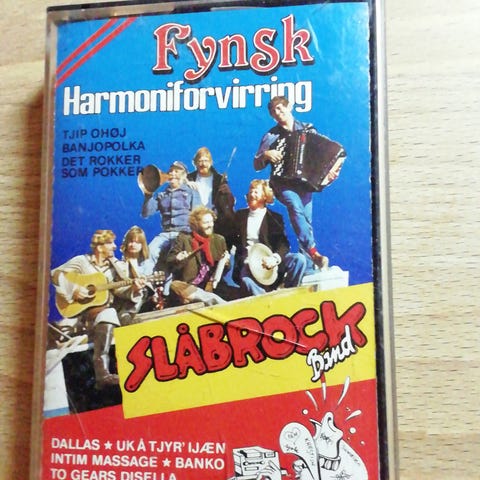 Fynsk
Harmoniforvirring
TJIP OHØJ
BANJOPOLKA
DET ROKKER
SOM POKKER
SLÅBROCK
Band
DALLAS ★ UK Å TJYR' IJÆN
INTIM MASSAGE ★ BANKO
TO GEARS DISELLA